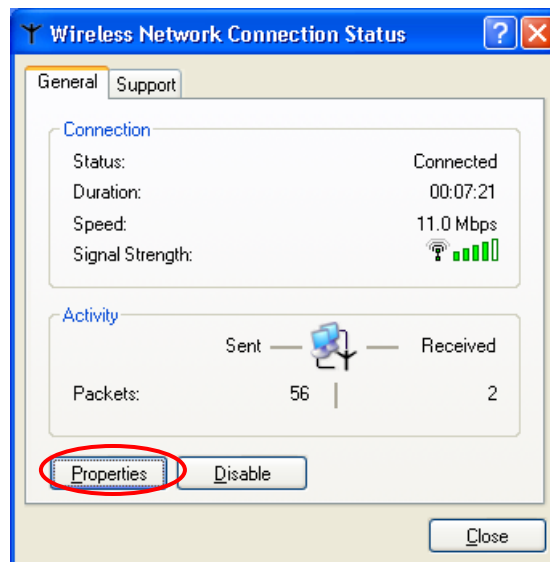 Wireless Network Connection Status
General Support
Connection
Status: Connected
Duration: 00:07:21
Speed: 11.0 Mbps
Signal Strength:
Activity
Sent Received
Packets: 56 2
Properties Disable
Close